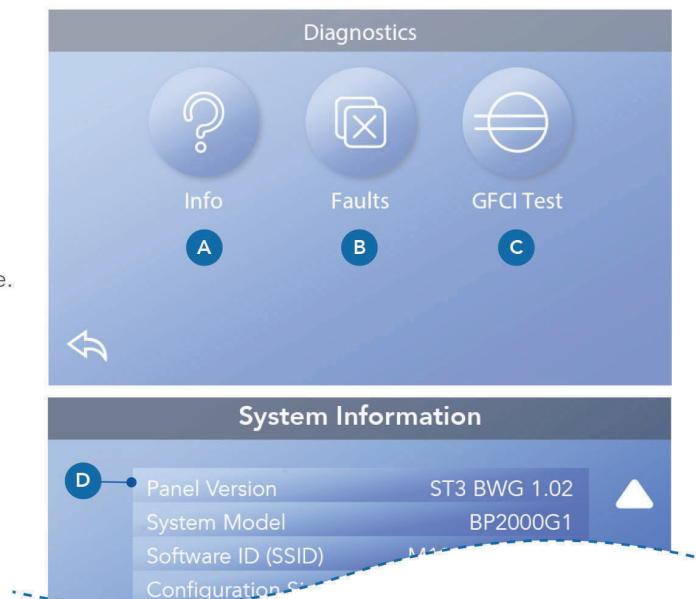 Diagnostics
Info Faults GFCI Test
A B C
e.
System Information
D
Panel Version ST3 BWG 1.02
System Model BP2000G1
Software ID (SSID)
Configuration